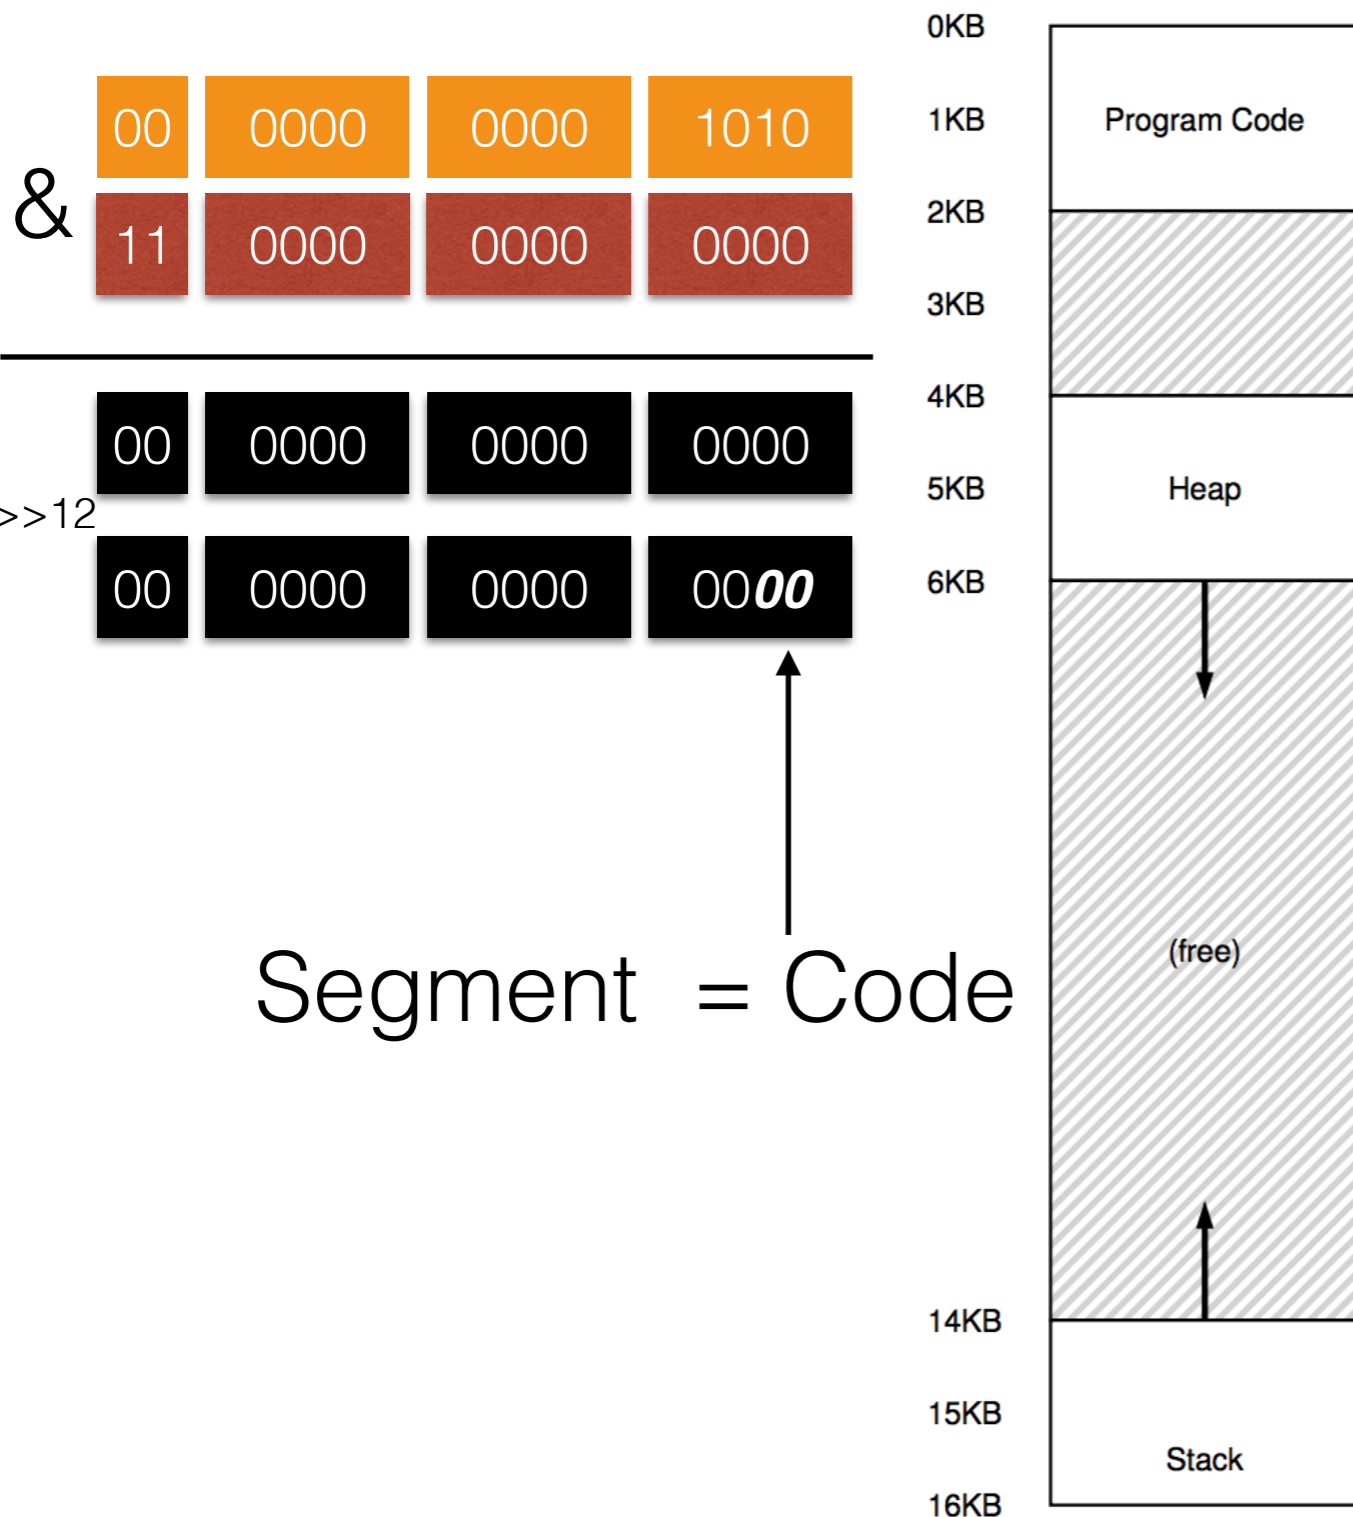 00 0000 0000 1010
& 11 0000 0000 0000
00 0000 0000 0000
>>12
00 0000 0000 0000
Segment = Code
0KB
1KB
Program Code
2KB
3KB
4KB
5KB
Heap
6KB
(free)
14KB
15KB
Stack
16KB